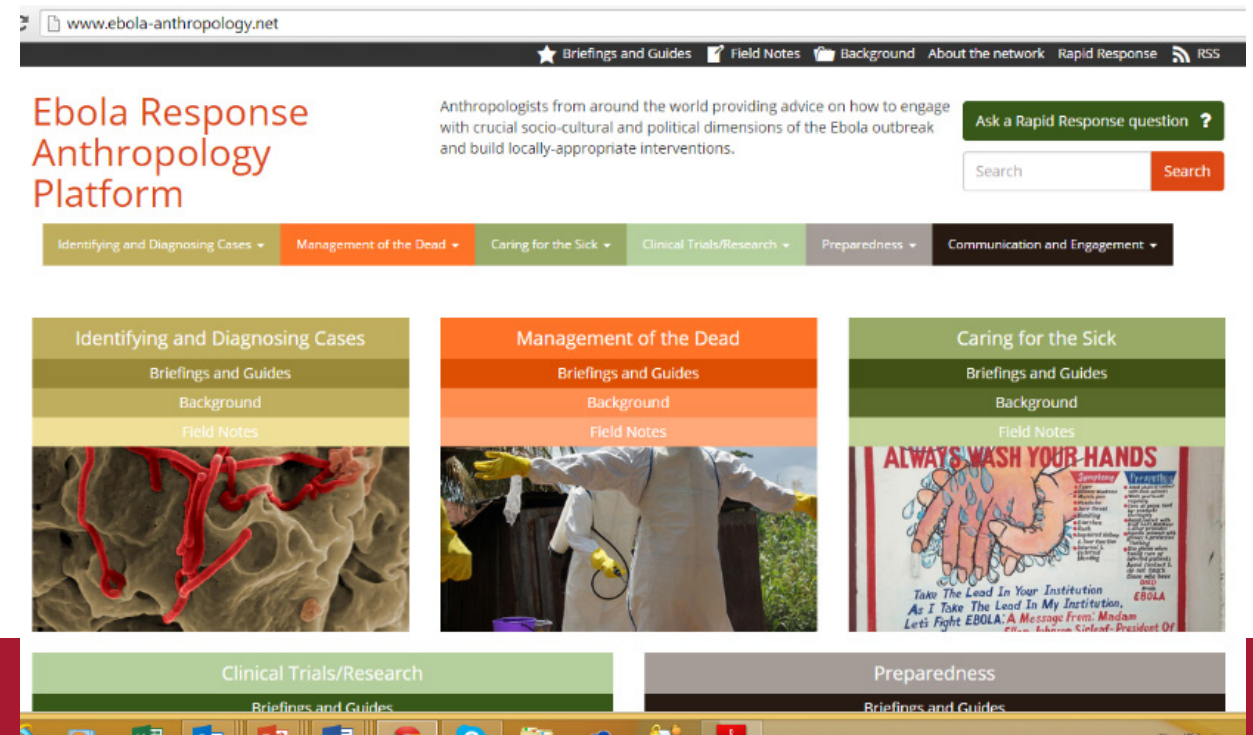 www.ebola-anthropology.net
Briefings and Guides Field Notes Background About the network Rapid Response RSS
Ebola Response
Anthropology
Platform
Anthropologists from around the world providing advice on how to engage
with crucial socio-cultural and political dimensions of the Ebola outbreak
and build locally-appropriate interventions.
Ask a Rapid Response question ?
Search Search
Identifying and Diagnosing Cases Management of the Dead Caring for the Sick Clinical Trials/Research Preparedness Communication and Engagement
Identifying and Diagnosing Cases
Briefings and Guides
Background
Field Notes
Management of the Dead
Briefings and Guides
Background
Field Notes
Caring for the Sick
Briefings and Guides
Background
Field Notes
ALWAYS WASH YOUR HANDS
Symptoms
Take The Lead In Your Institution
As I Take The Lead In My Institution,
Let's Fight EBOLA: A Message From: Madam
Ellen Johnson Sirleaf - President Of
EBOLA
Clinical Trials/Research
Briefings and Guides
Preparedness
Briefings and Guides